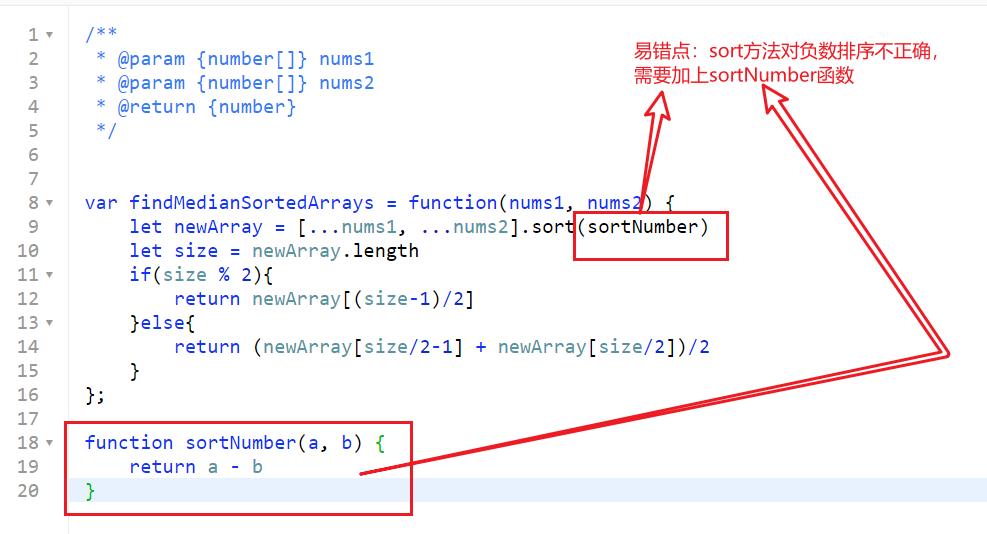 1 /**
2 * @param {number[]} nums1
3 * @param {number[]} nums2
4 * @return {number}
5 */
6
7
8 var findMedianSortedArrays = function(nums1, nums2) {
9 let newArray = [...nums1, ...nums2].sort(sortNumber)
10 let size = newArray.length
11 if(size % 2){
12 return newArray[(size-1)/2]
13 }else{
14 return (newArray[size/2-1] + newArray[size/2])/2
15 }
16 };
17
18 function sortNumber(a, b) {
19 return a - b
20 }
易错点：sort方法对负数排序不正确，
需要加上sortNumber函数